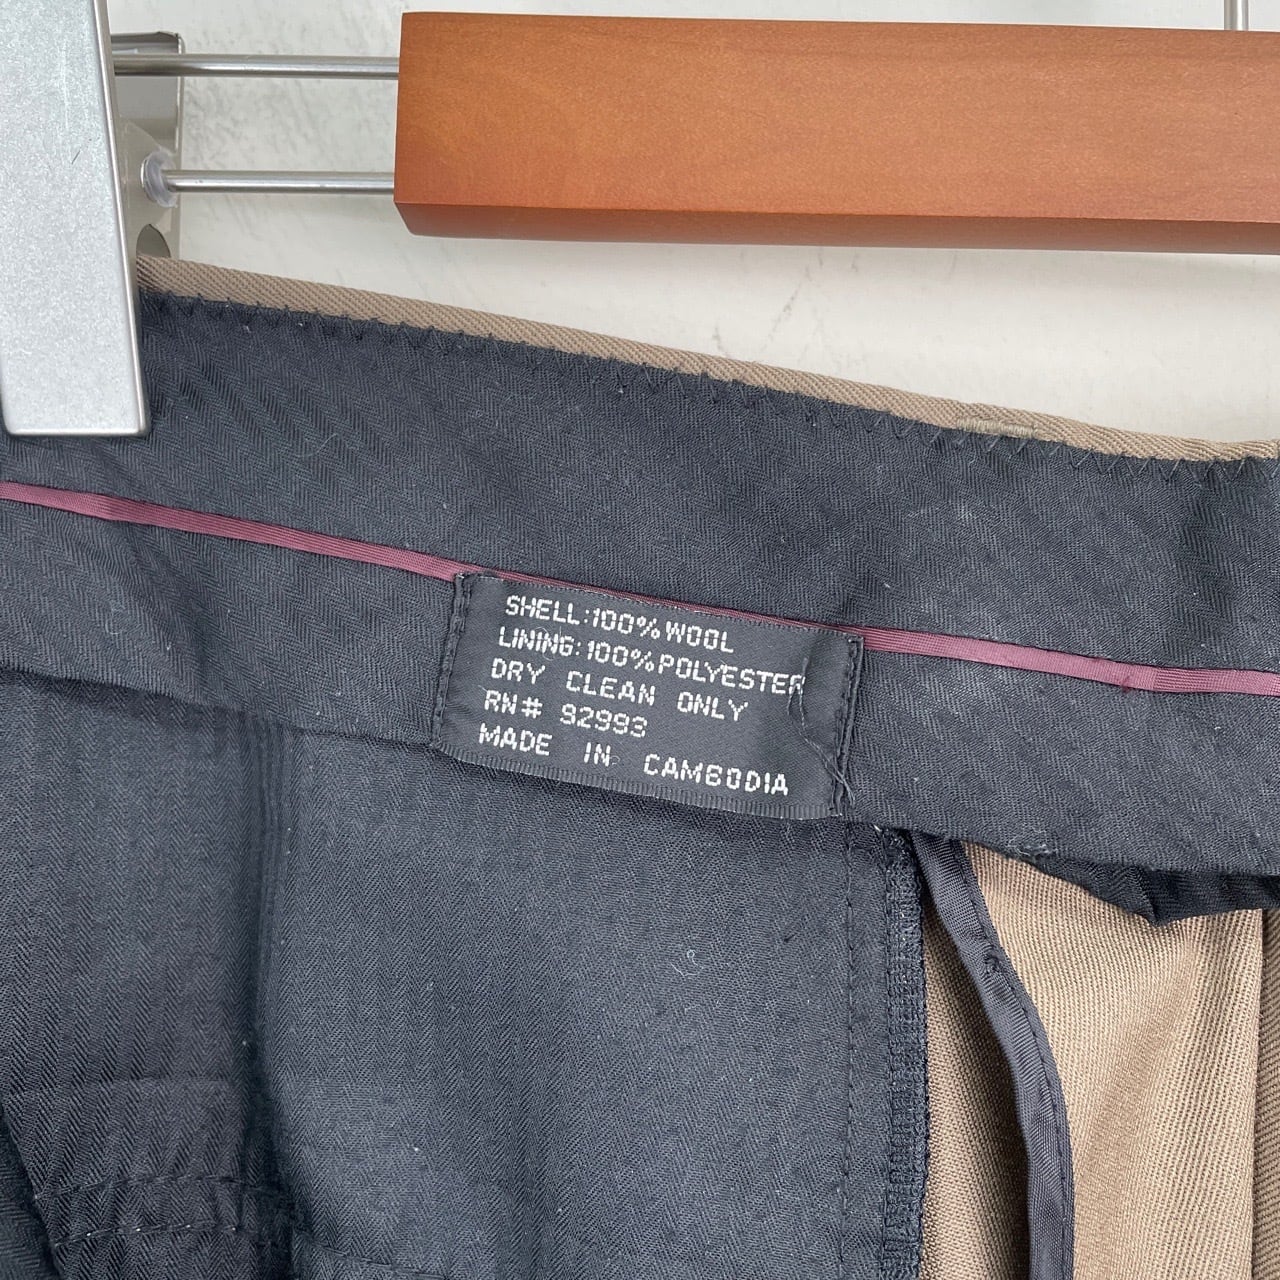 SHELL:100% WOOL
LINING:100%POLYESTER
DRY CLEAN ONLY
RN# 92993
MADE IN CAMBODIA